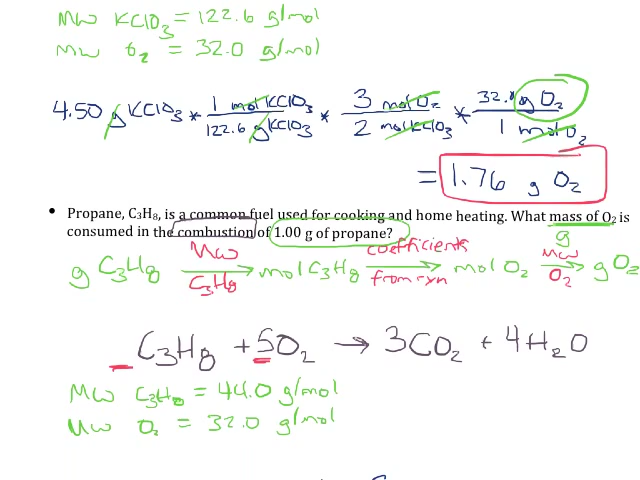 MW KClO3 = 122.6 g/mol
MW O2 = 32.0 g/mol
4.50 g KClO3 * 1 mol KClO3 / 122.6 g KClO3 * 3 mol O2 / 2 mol KClO3 * 32.0 g O2 / 1 mol O2
= 1.76 g O2
• Propane, C3H8, is a common fuel used for cooking and home heating. What mass of O2 is
consumed in the combustion of 1.00 g of propane?
g
g C3H8 MW C3H8 → mol C3H8 coefficients from rxn → mol O2 MW O2 → g O2
_ C3H8 + 5O2 → 3CO2 + 4H2O
MW C3H8 = 44.0 g/mol
MW O2 = 32.0 g/mol